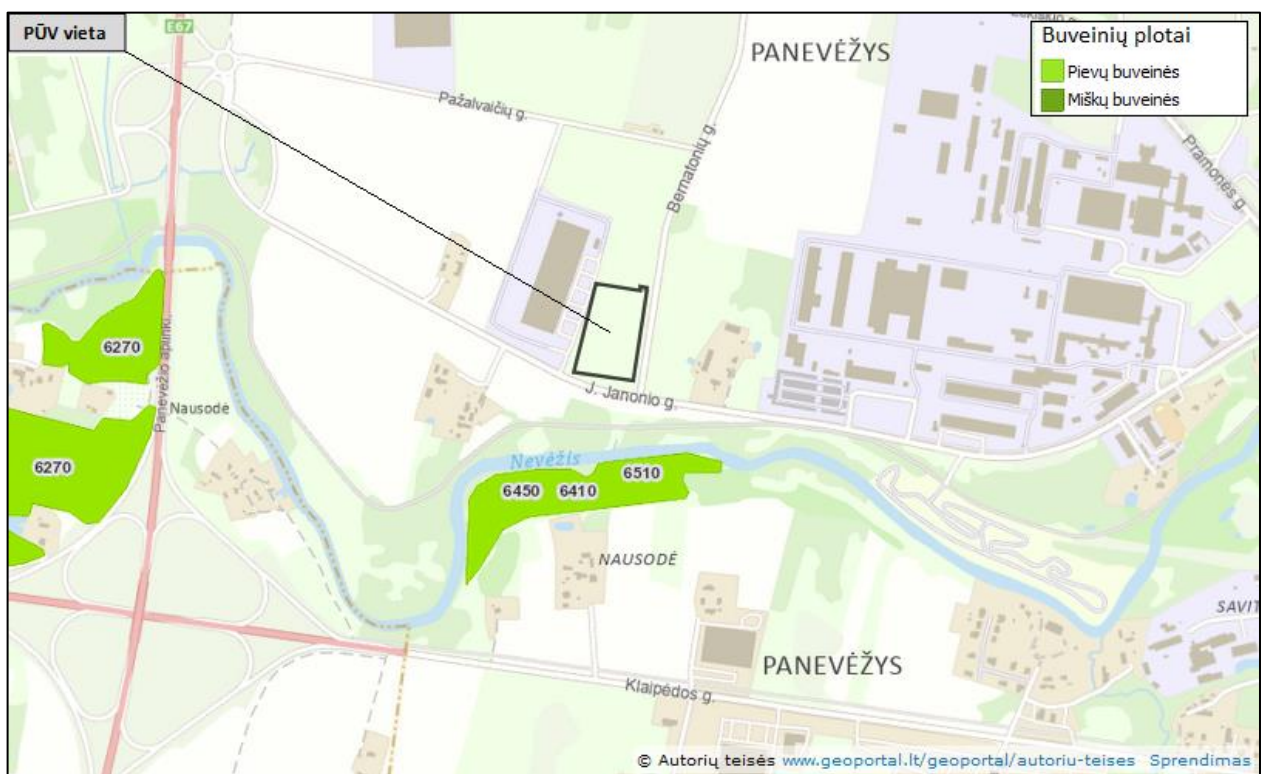 PŪV vieta
E67
PANEVĖŽYS
Buveinių plotai
Pievų buveinės
Miškų buveinės
Pažalvaičių g.
Bernatonių g.
Pramonės g.
6270
Panevėžio aplinkl.
Nausodė
J. Janonio g.
6270
Nevėžis
6450
6410
6510
NAUSODĖ
SAVIT
PANEVĖŽYS
Klaipėdos g.
© Autorių teisės www.geoportal.lt/geoportal/autoriu-teises Sprendimas